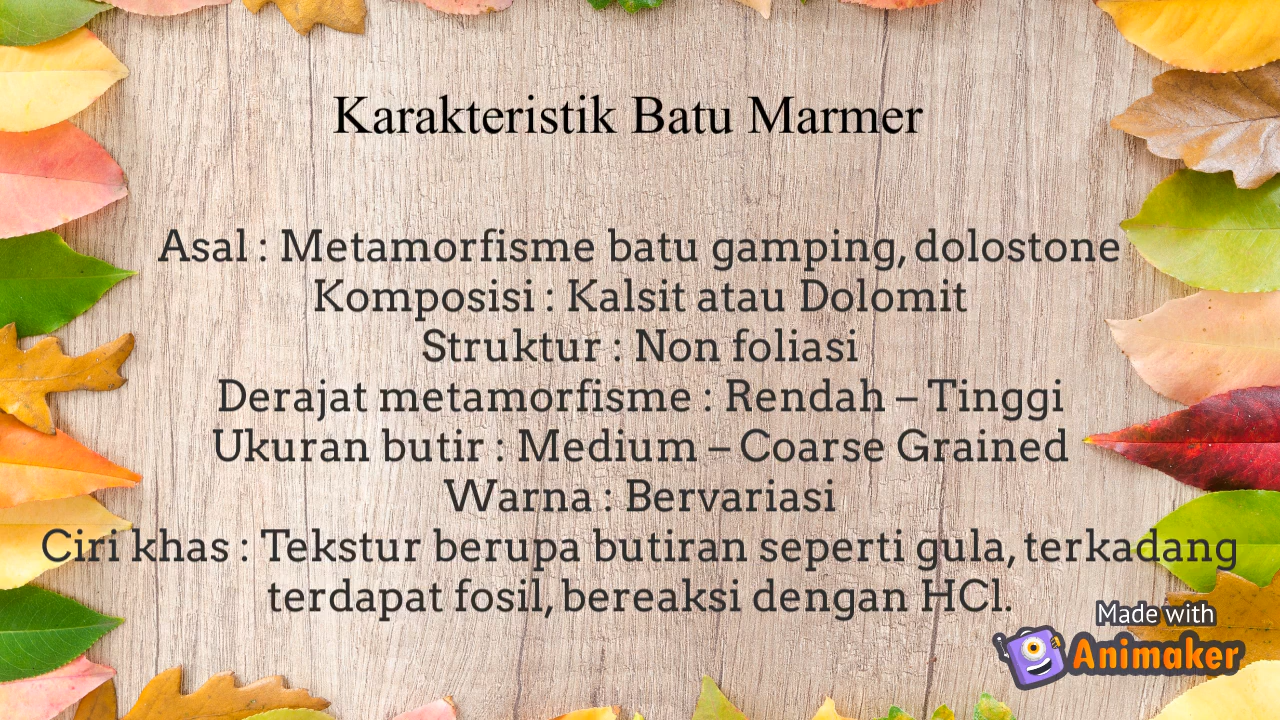 Karakteristik Batu Marmer
Asal : Metamorfisme batu gamping, dolostone
Komposisi : Kalsit atau Dolomit
Struktur : Non foliasi
Derajat metamorfisme : Rendah – Tinggi
Ukuran butir : Medium – Coarse Grained
Warna : Bervariasi
Ciri khas : Tekstur berupa butiran seperti gula, terkadang
terdapat fosil, bereaksi dengan HCl.
Made with
Animaker